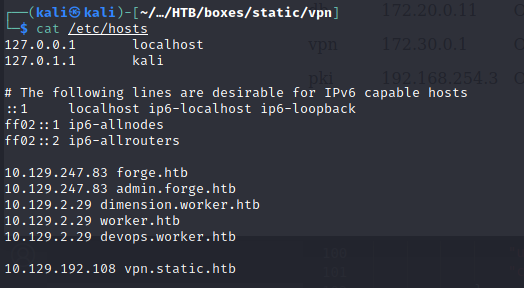 ┌──(kali㉿kali)-[~/…/HTB/boxes/static/vpn]
└─$ cat /etc/hosts
127.0.0.1       localhost
127.0.1.1       kali
# The following lines are desirable for IPv6 capable hosts
::1     localhost ip6-localhost ip6-loopback
ff02::1 ip6-allnodes
ff02::2 ip6-allrouters
10.129.247.83 forge.htb
10.129.247.83 admin.forge.htb
10.129.2.29 dimension.worker.htb
10.129.2.29 worker.htb
10.129.2.29 devops.worker.htb
10.129.192.108 vpn.static.htb
172.20.0.11
vpn 172.30.0.1
pki 192.168.254.3